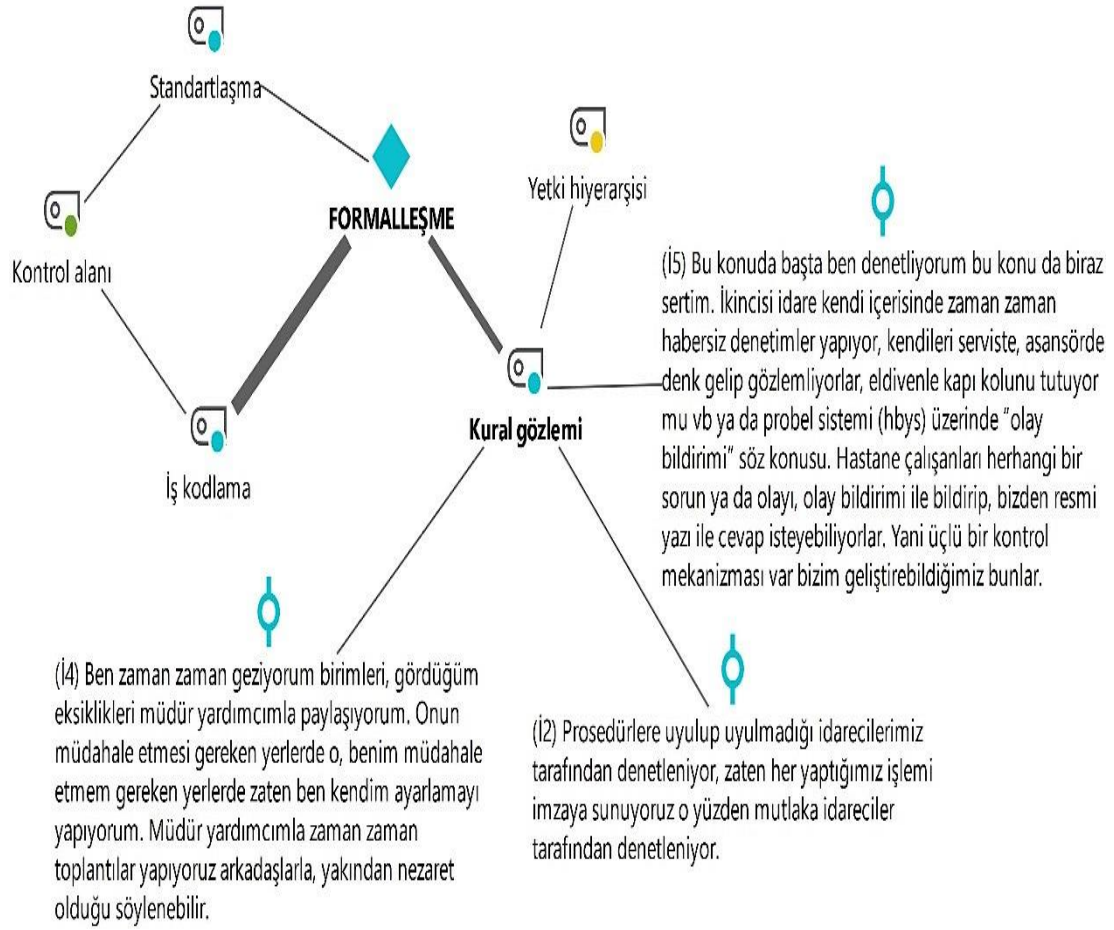 Standartlaşma
FORMALLEŞME
Yetki hiyerarşisi
Kontrol alanı
İş kodlama
Kural gözlemi
(İ5) Bu konuda başta ben denetliyorum bu konu da biraz
sertim. İkincisi idare kendi içerisinde zaman zaman
habersiz denetimler yapıyor, kendileri serviste, asansörde
denk gelip gözlemliyorlar, eldivenle kapı kolunu tutuyor
mu vb ya da probel sistemi (hbys) üzerinde “olay
bildirimi” söz konusu. Hastane çalışanları herhangi bir
sorun ya da olayı, olay bildirimi ile bildirip, bizden resmi
yazı ile cevap isteyebiliyorlar. Yani üçlü bir kontrol
mekanizması var bizim geliştirebildiğimiz bunlar.
(İ4) Ben zaman zaman geziyorum birimleri, gördüğüm
eksiklikleri müdür yardımcımla paylaşıyorum. Onun
müdahale etmesi gereken yerlerde o, benim müdahale
etmem gereken yerlerde zaten ben kendim ayarlamayı
yapıyorum. Müdür yardımcımla zaman zaman
toplantılar yapıyoruz arkadaşlarla, yakından nezaret
olduğu söylenebilir.
(İ2) Prosedürlere uyulup uyulmadığı idarecilerimiz
tarafından denetleniyor, zaten her yaptığımız işlemi
imzaya sunuyoruz o yüzden mutlaka idareciler
tarafından denetleniyor.